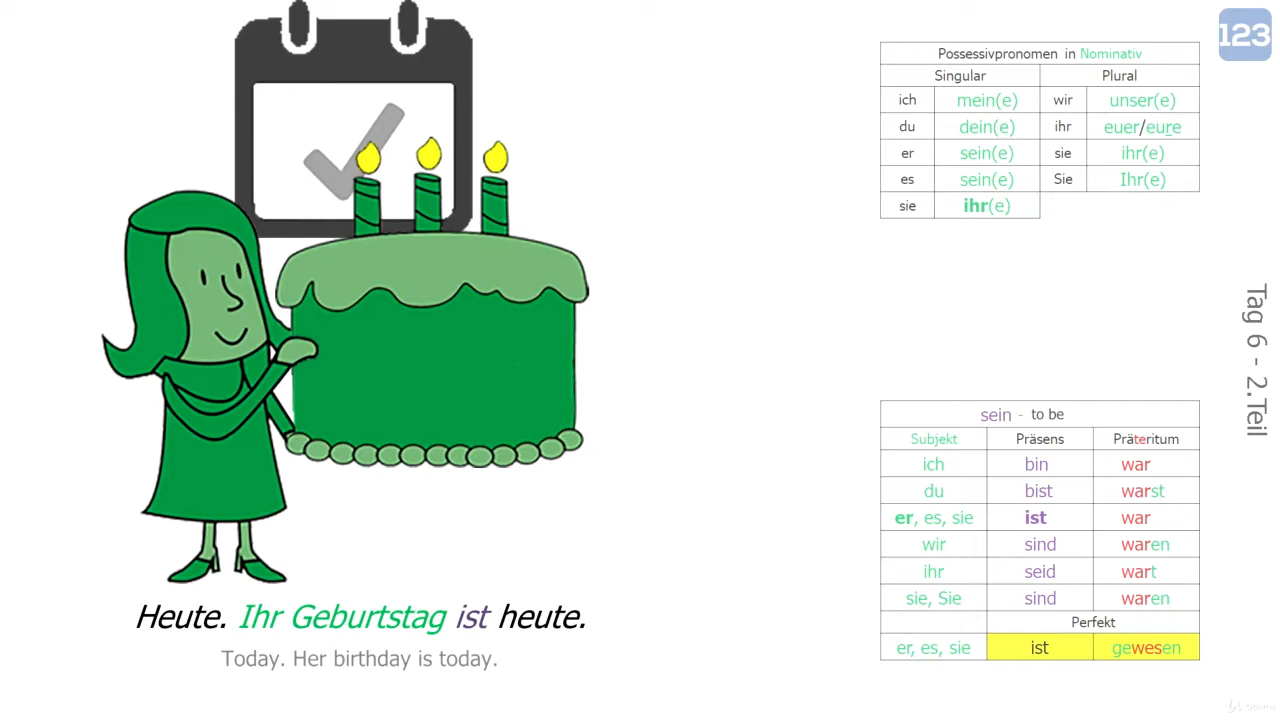 123
Possessivpronomen in Nominativ
Singular Plural
ich mein(e) wir unser(e)
du dein(e) ihr euer/eure
er sein(e) sie ihr(e)
es sein(e) Sie Ihr(e)
sie ihr(e)
Tag 6 - 2.Teil
sein - to be
Subjekt Präsens Präteritum
ich bin war
du bist warst
er, es, sie ist war
wir sind waren
ihr seid wart
sie, Sie sind waren
Perfekt
er, es, sie ist gewesen
Heute. Ihr Geburtstag ist heute.
Today. Her birthday is today.